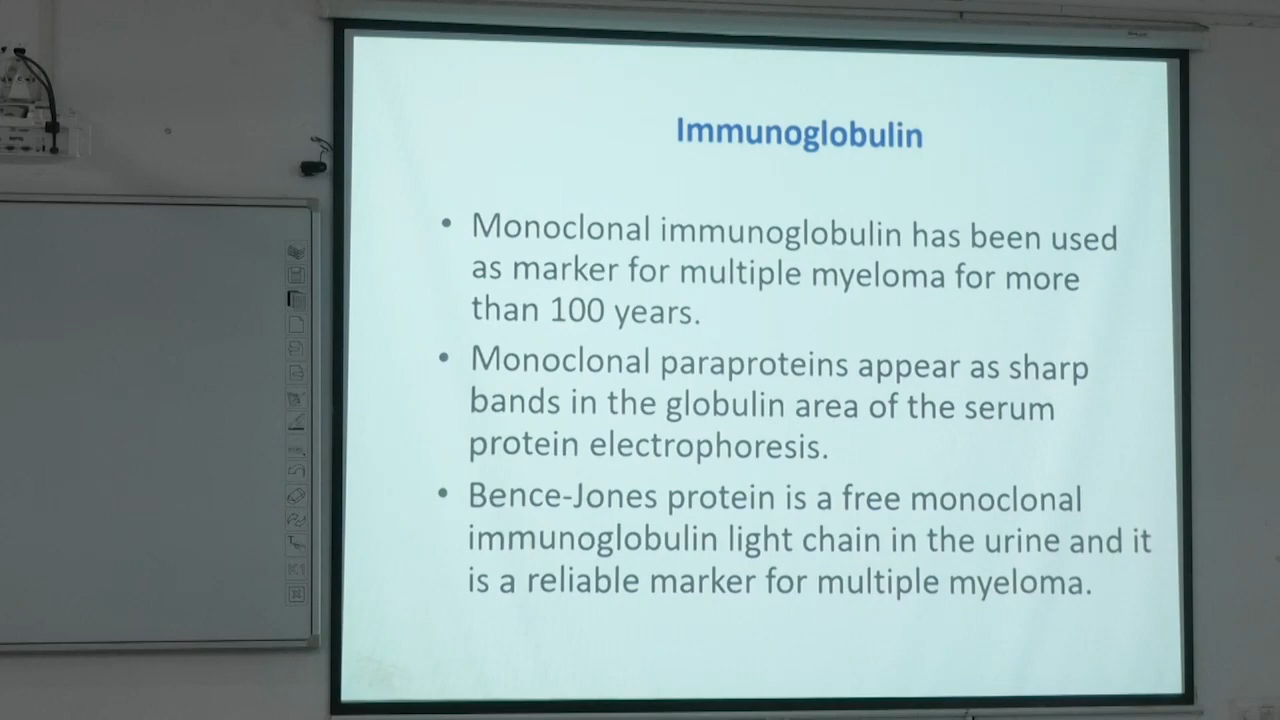 Immunoglobulin
• Monoclonal immunoglobulin has been used
as marker for multiple myeloma for more
than 100 years.
• Monoclonal paraproteins appear as sharp
bands in the globulin area of the serum
protein electrophoresis.
• Bence-Jones protein is a free monoclonal
immunoglobulin light chain in the urine and it
is a reliable marker for multiple myeloma.